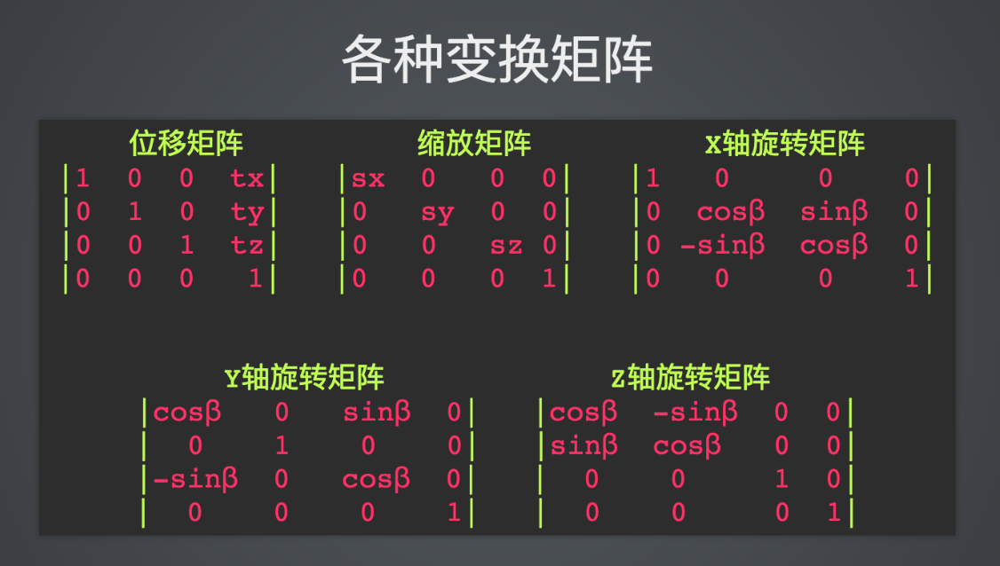 各种变换矩阵
位移矩阵 缩放矩阵 X轴旋转矩阵
|1 0 0 tx| |sx 0 0 0| |1 0 0 0|
|0 1 0 ty| |0 sy 0 0| |0 cosβ sinβ 0|
|0 0 1 tz| |0 0 sz 0| |0 -sinβ cosβ 0|
|0 0 0 1| |0 0 0 1| |0 0 0 1|
Y轴旋转矩阵 Z轴旋转矩阵
|cosβ 0 sinβ 0| |cosβ -sinβ 0 0|
|0 1 0 0| |sinβ cosβ 0 0|
|-sinβ 0 cosβ 0| |0 0 1 0|
|0 0 0 1| |0 0 0 1|